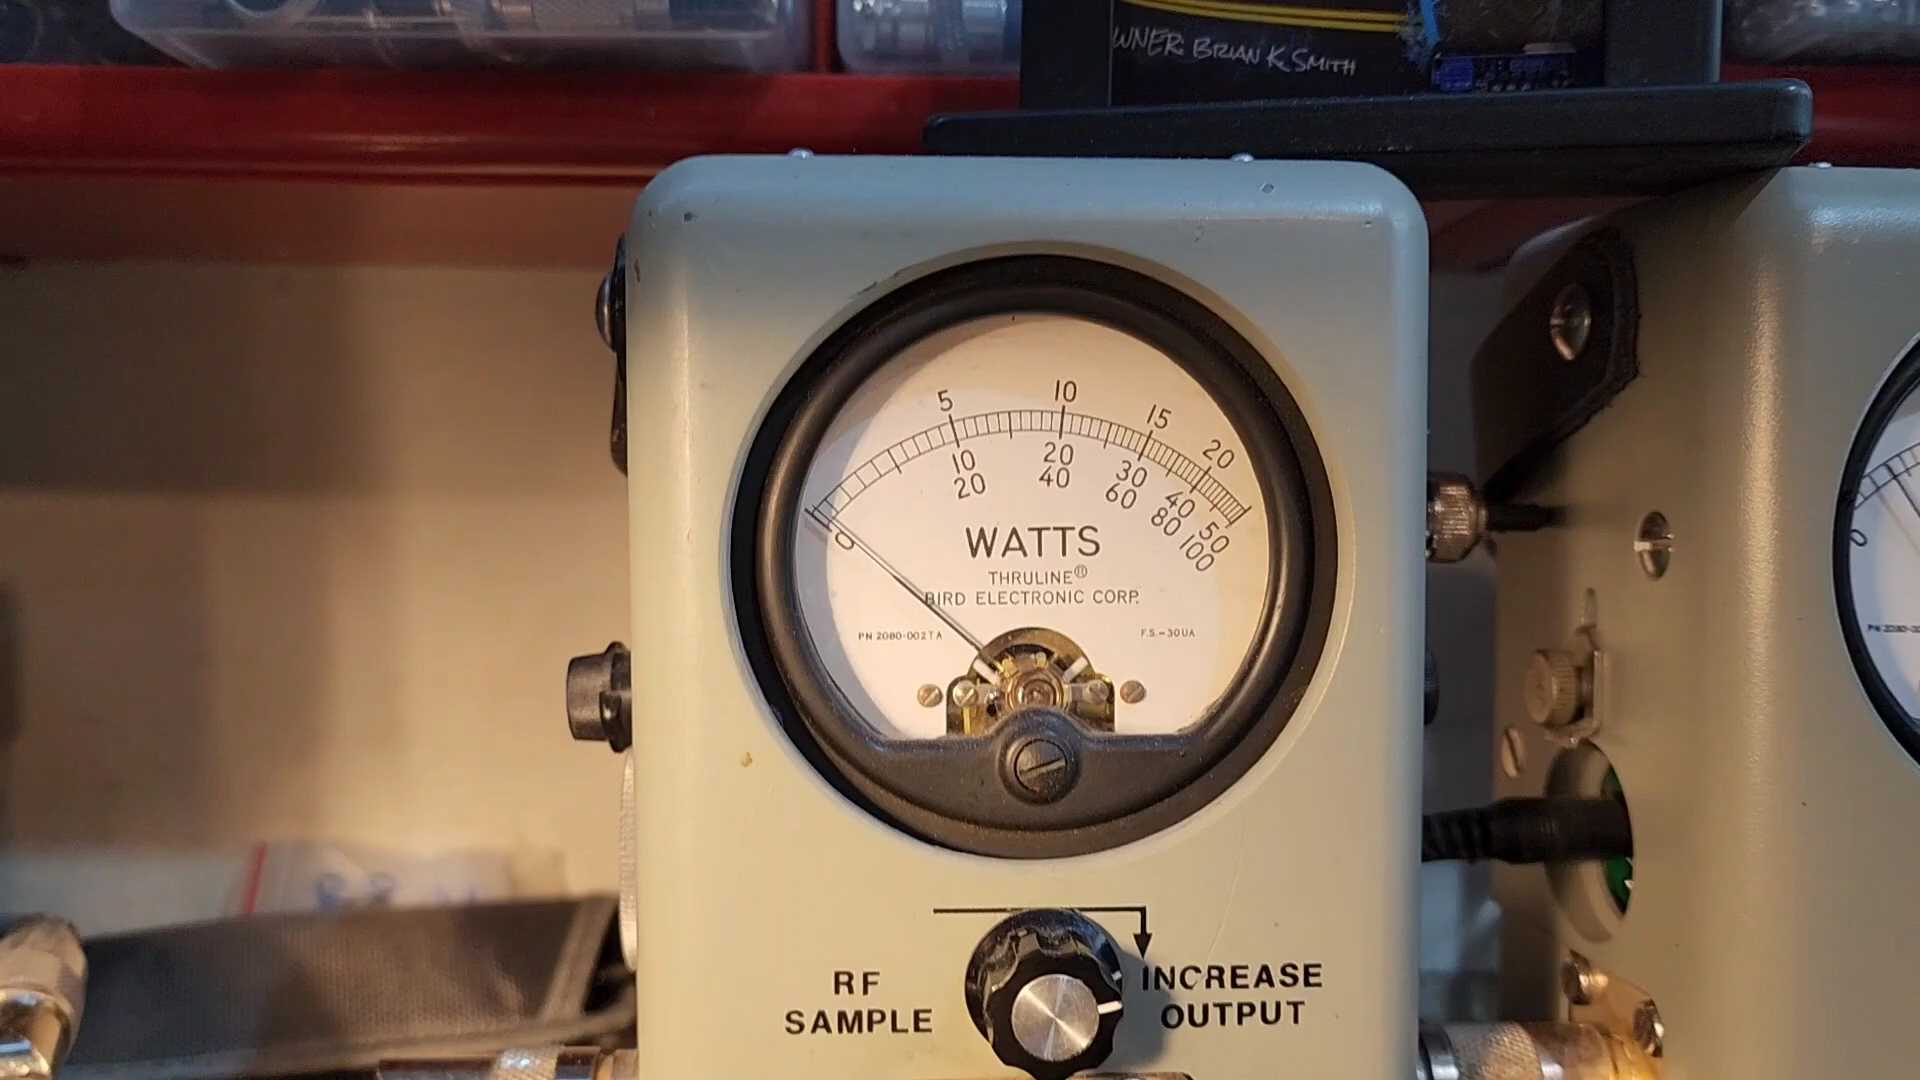 WNER: BRIAN K. SMITH
5 10 15 20
10 20 30 40 50
20 40 60 80 100
0
WATTS
THRULINE®
BIRD ELECTRONIC CORP.
PN 2080-002TA
F.S.-30UA
RF
SAMPLE
INCREASE
OUTPUT
0